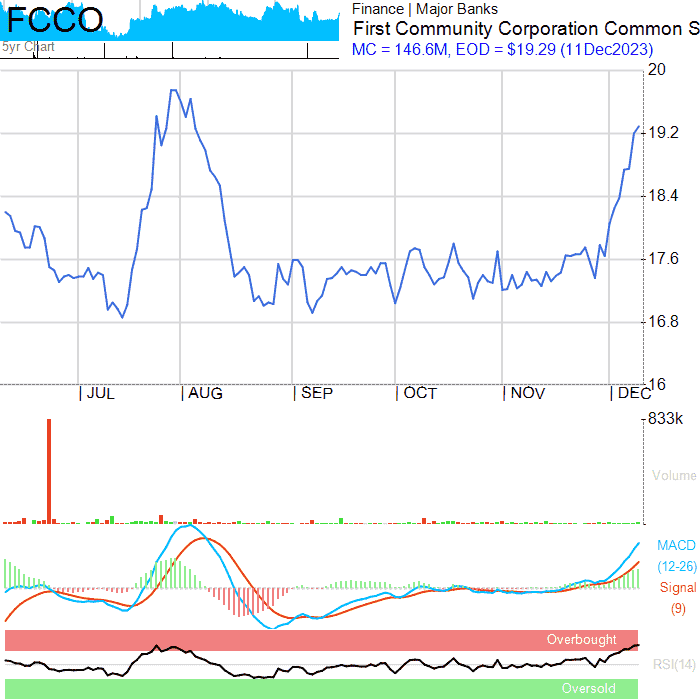 FCCO
5yr Chart
Finance | Major Banks
First Community Corporation Common S
MC = 146.6M, EOD = $19.29 (11Dec2023)
20
19.2
18.4
17.6
16.8
16
| JUL | AUG | SEP | OCT | NOV | DEC
833k
Volume
MACD
(12-26)
Signal
(9)
Overbought
RSI(14)
Oversold